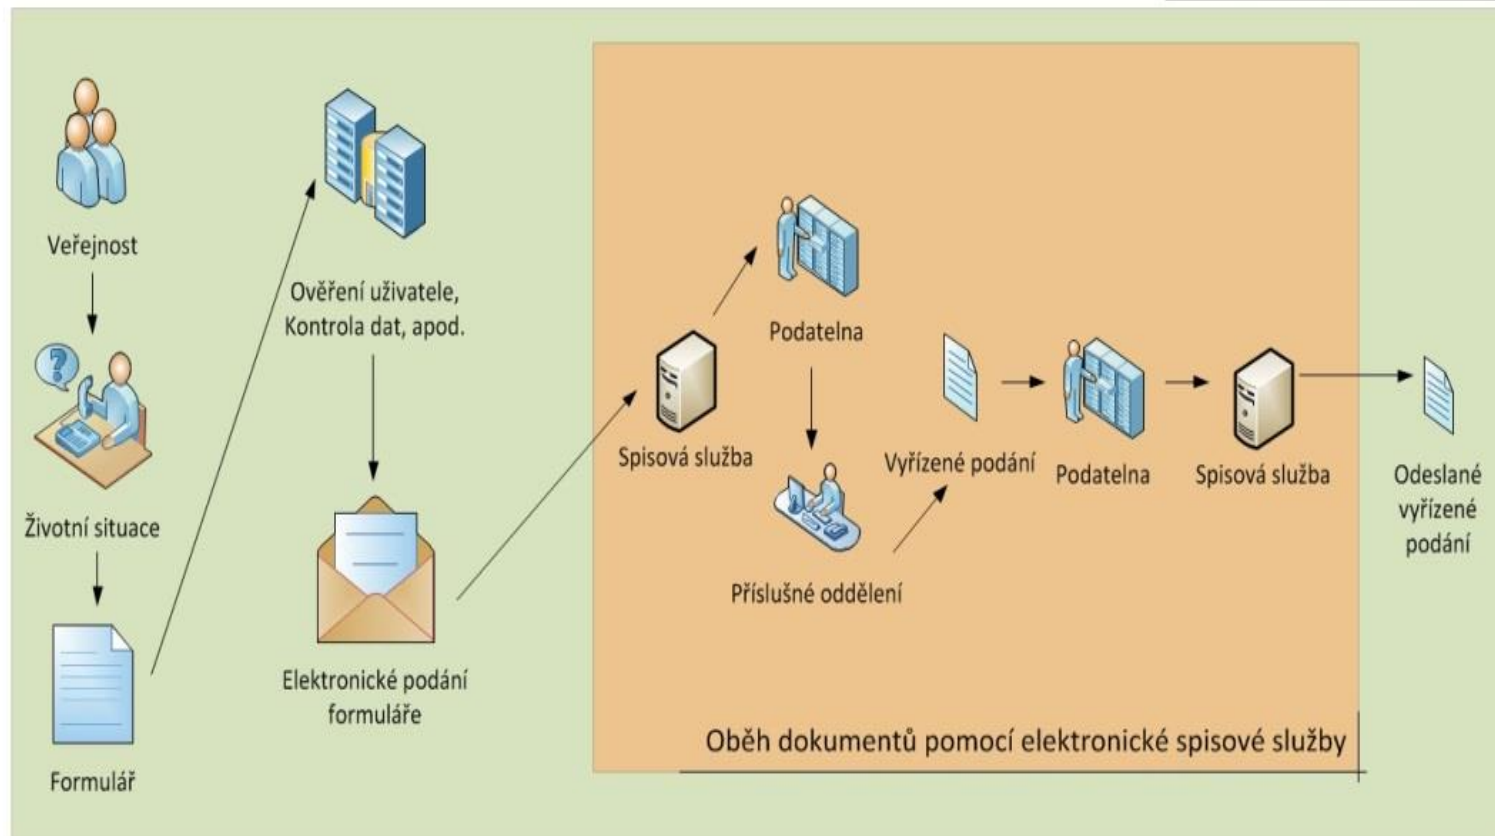 Veřejnost
Životní situace
Formulář
Ověření uživatele,
Kontrola dat, apod.
Elektronické podání
formuláře
Spisová služba
Podatelna
Příslušné oddělení
Vyřízené podání
Podatelna
Spisová služba
Odeslané
vyřízené
podání
Oběh dokumentů pomocí elektronické spisové služby